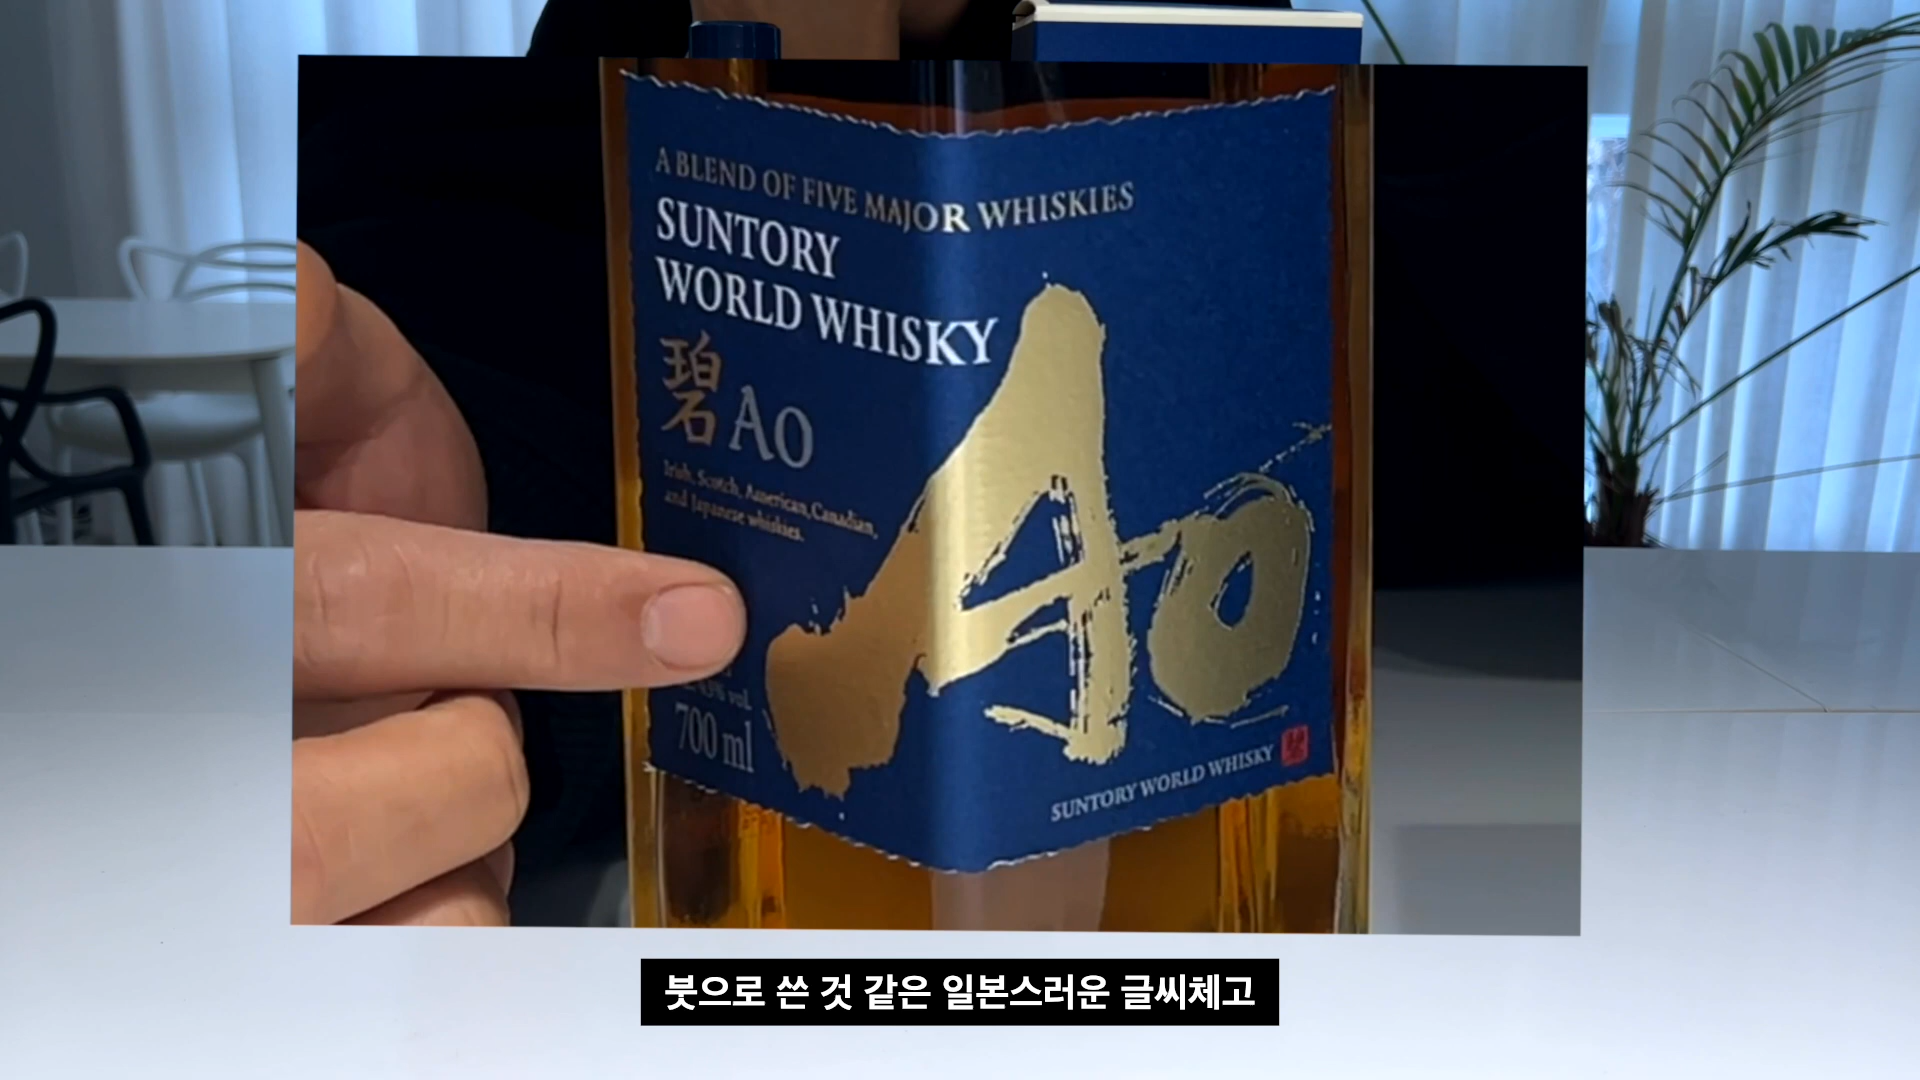 A BLEND OF FIVE MAJOR WHISKIES
SUNTORY
WORLD WHISKY
碧 AO
Irish, Scotch, American, Canadian,
and Japanese whiskies.
43% vol.
700 ml
Ao
SUNTORY WORLD WHISKY
붓으로 쓴 것 같은 일본스러운 글씨체고